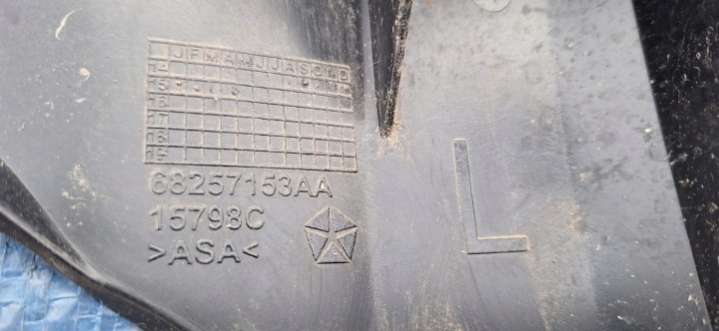 J F M A M J J A S O N D
14
15
16
17
18
19
68257153AA
15798C
>ASA<
L